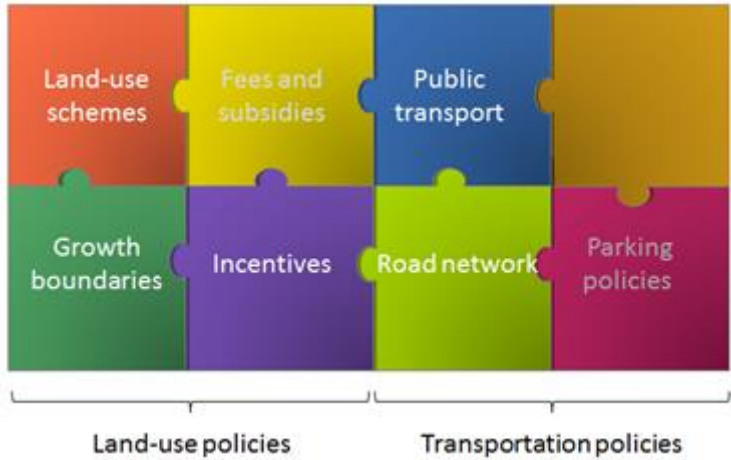 Land-use
schemes
Fees and
subsidies
Public
transport
Growth
boundaries
Incentives
Road network
Parking
policies
Land-use policies
Transportation policies